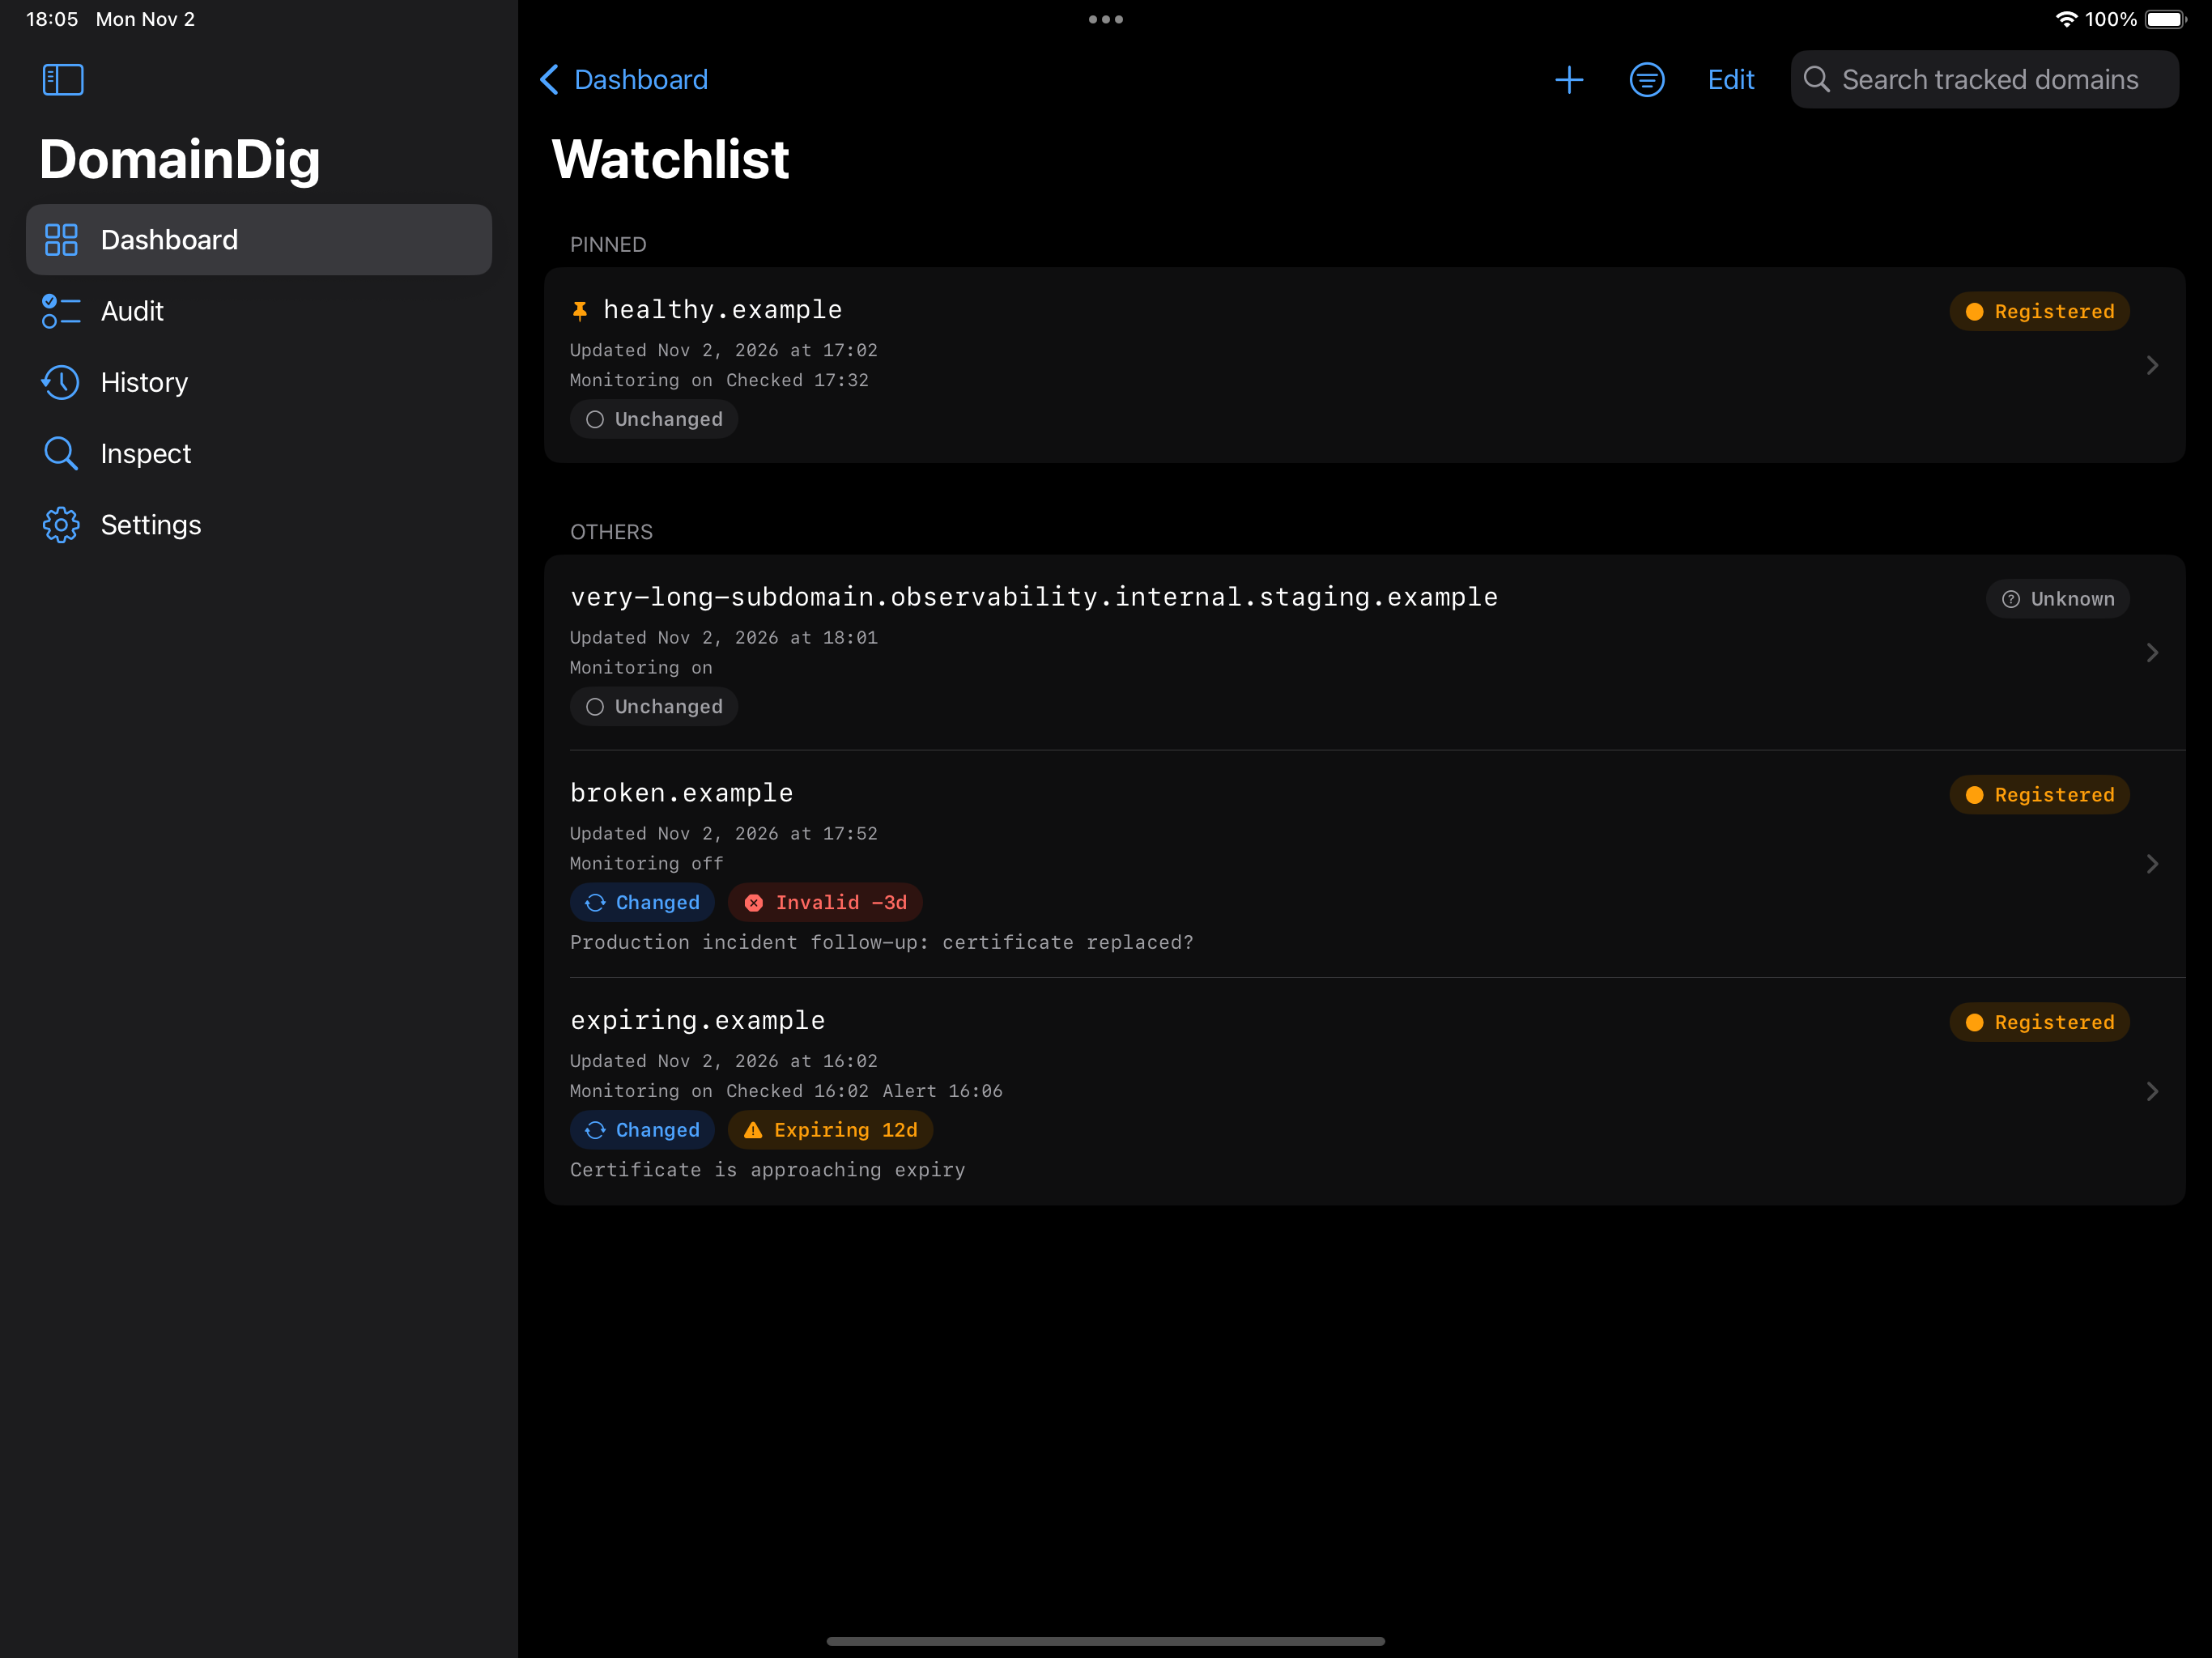 18:05 Mon Nov 2
100%
DomainDig
Dashboard
Audit
History
Inspect
Settings
Dashboard
Edit
Search tracked domains
Watchlist
PINNED
healthy.example
Registered
Updated Nov 2, 2026 at 17:02
Monitoring on Checked 17:32
Unchanged
OTHERS
very-long-subdomain.observability.internal.staging.example
Unknown
Updated Nov 2, 2026 at 18:01
Monitoring on
Unchanged
broken.example
Registered
Updated Nov 2, 2026 at 17:52
Monitoring off
Changed Invalid -3d
Production incident follow-up: certificate replaced?
expiring.example
Registered
Updated Nov 2, 2026 at 16:02
Monitoring on Checked 16:02 Alert 16:06
Changed Expiring 12d
Certificate is approaching expiry